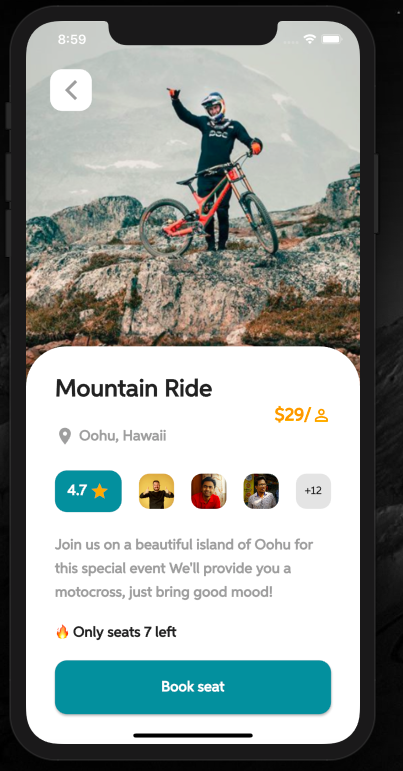 8:59
DOC
Mountain Ride
$29/
Oohu, Hawaii
4.7
+12
Join us on a beautiful island of Oohu for
this special event We'll provide you a
motocross, just bring good mood!
🔥 Only seats 7 left
Book seat